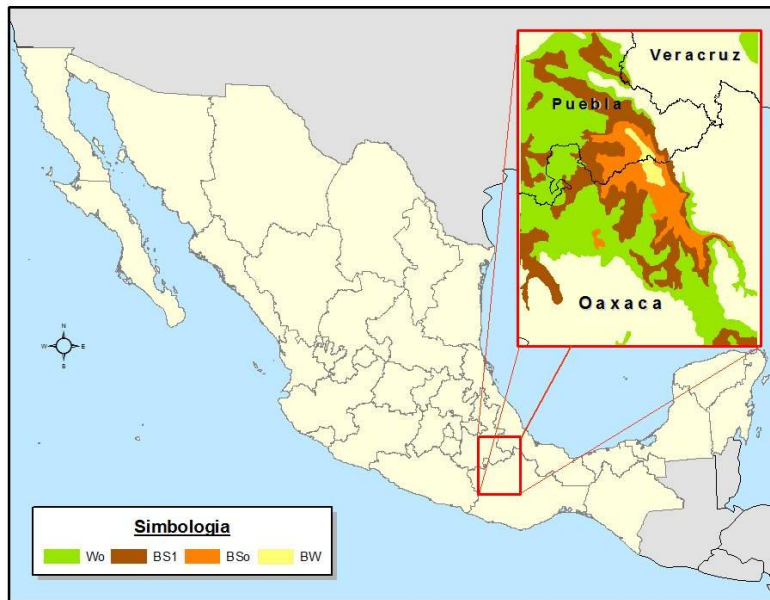 Veracruz
Puebla
Oaxaca
N
W E
S
Simbologia
Wo BS1 BSo BW